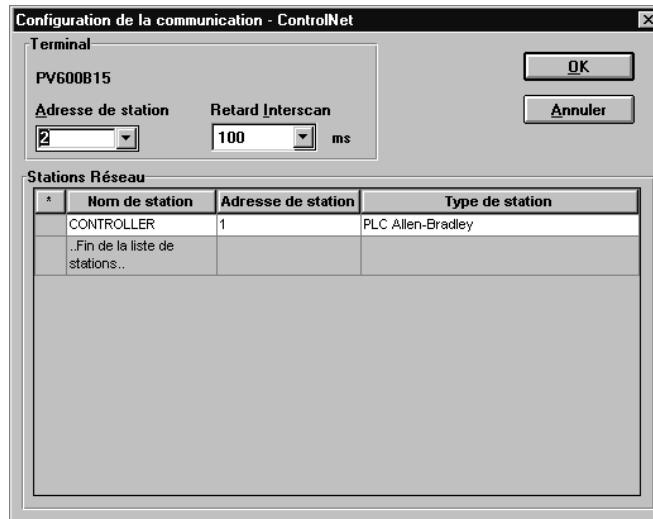 Configuration de la communication - ControlNet
Terminal
PV600B15
Adresse de station Retard Interscan
2 100 ms
OK
Annuler
Stations Réseau
* Nom de station Adresse de station Type de station
CONTROLLER 1 PLC Allen-Bradley
..Fin de la liste de
stations..